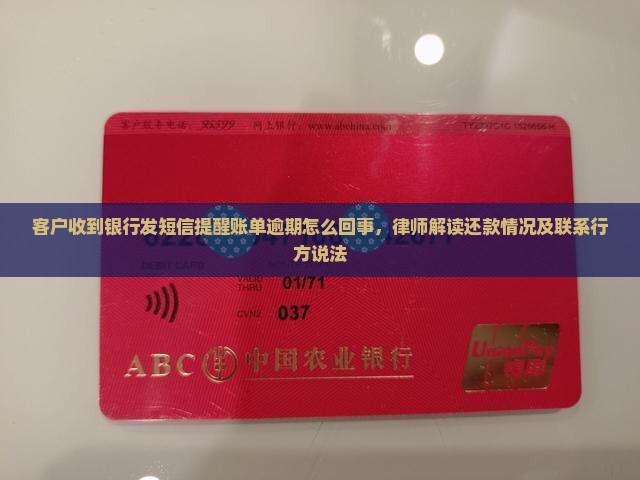 客户服务电话：95599 网上银行：www.abchina.com
客户收到银行发短信提醒账单逾期怎么回事，律师解读还款情况及联系行
方说法
DEBIT CARD
VALID
THRU 01/71
CVN2 037
ABC 中国农业银行
UnionPay
银联